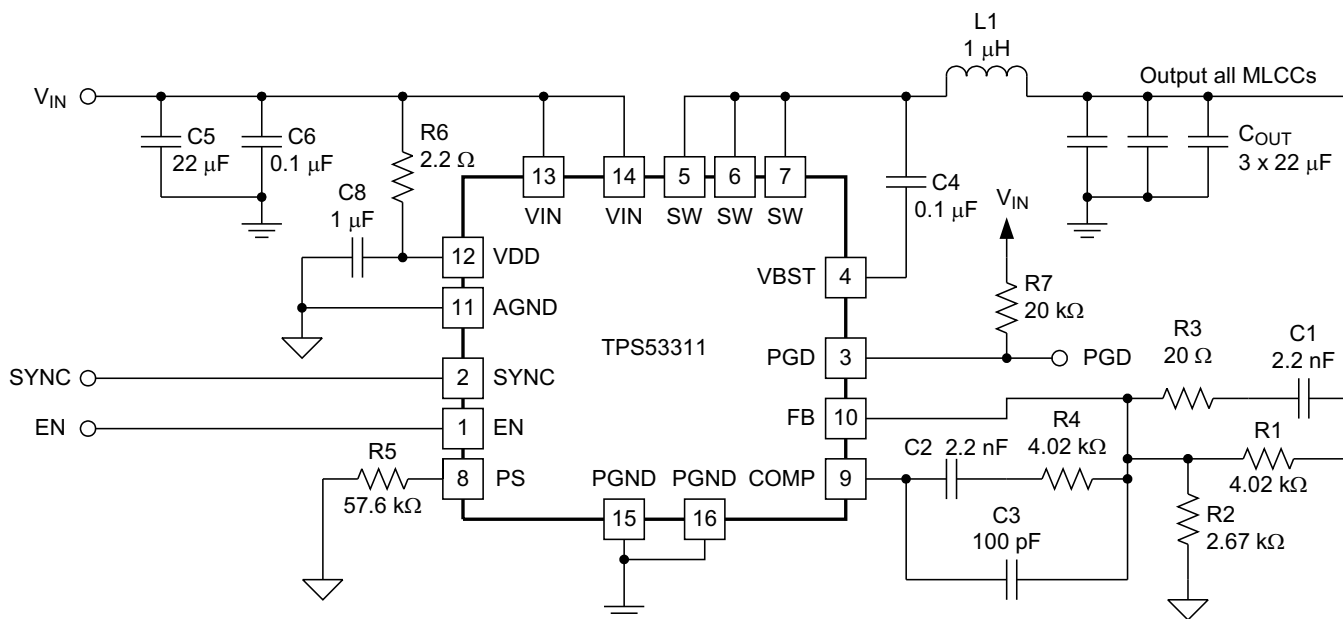 L1
1 μH
Output all MLCCs
V_IN
C5
22 μF
C6
0.1 μF
R6
2.2 Ω
C8
1 μF
13
14
5
6
7
VIN
VIN
SW
SW
SW
C4
0.1 μF
C_OUT
3 x 22 μF
V_IN
12
VDD
VBST
4
R7
20 kΩ
11
AGND
TPS53311
PGD
3
PGD
R3
20 Ω
C1
2.2 nF
SYNC
2
SYNC
FB
10
EN
1
EN
C2
2.2 nF
R4
4.02 kΩ
R1
4.02 kΩ
R5
57.6 kΩ
8
PS
PGND
PGND
COMP
9
15
16
C3
100 pF
R2
2.67 kΩ